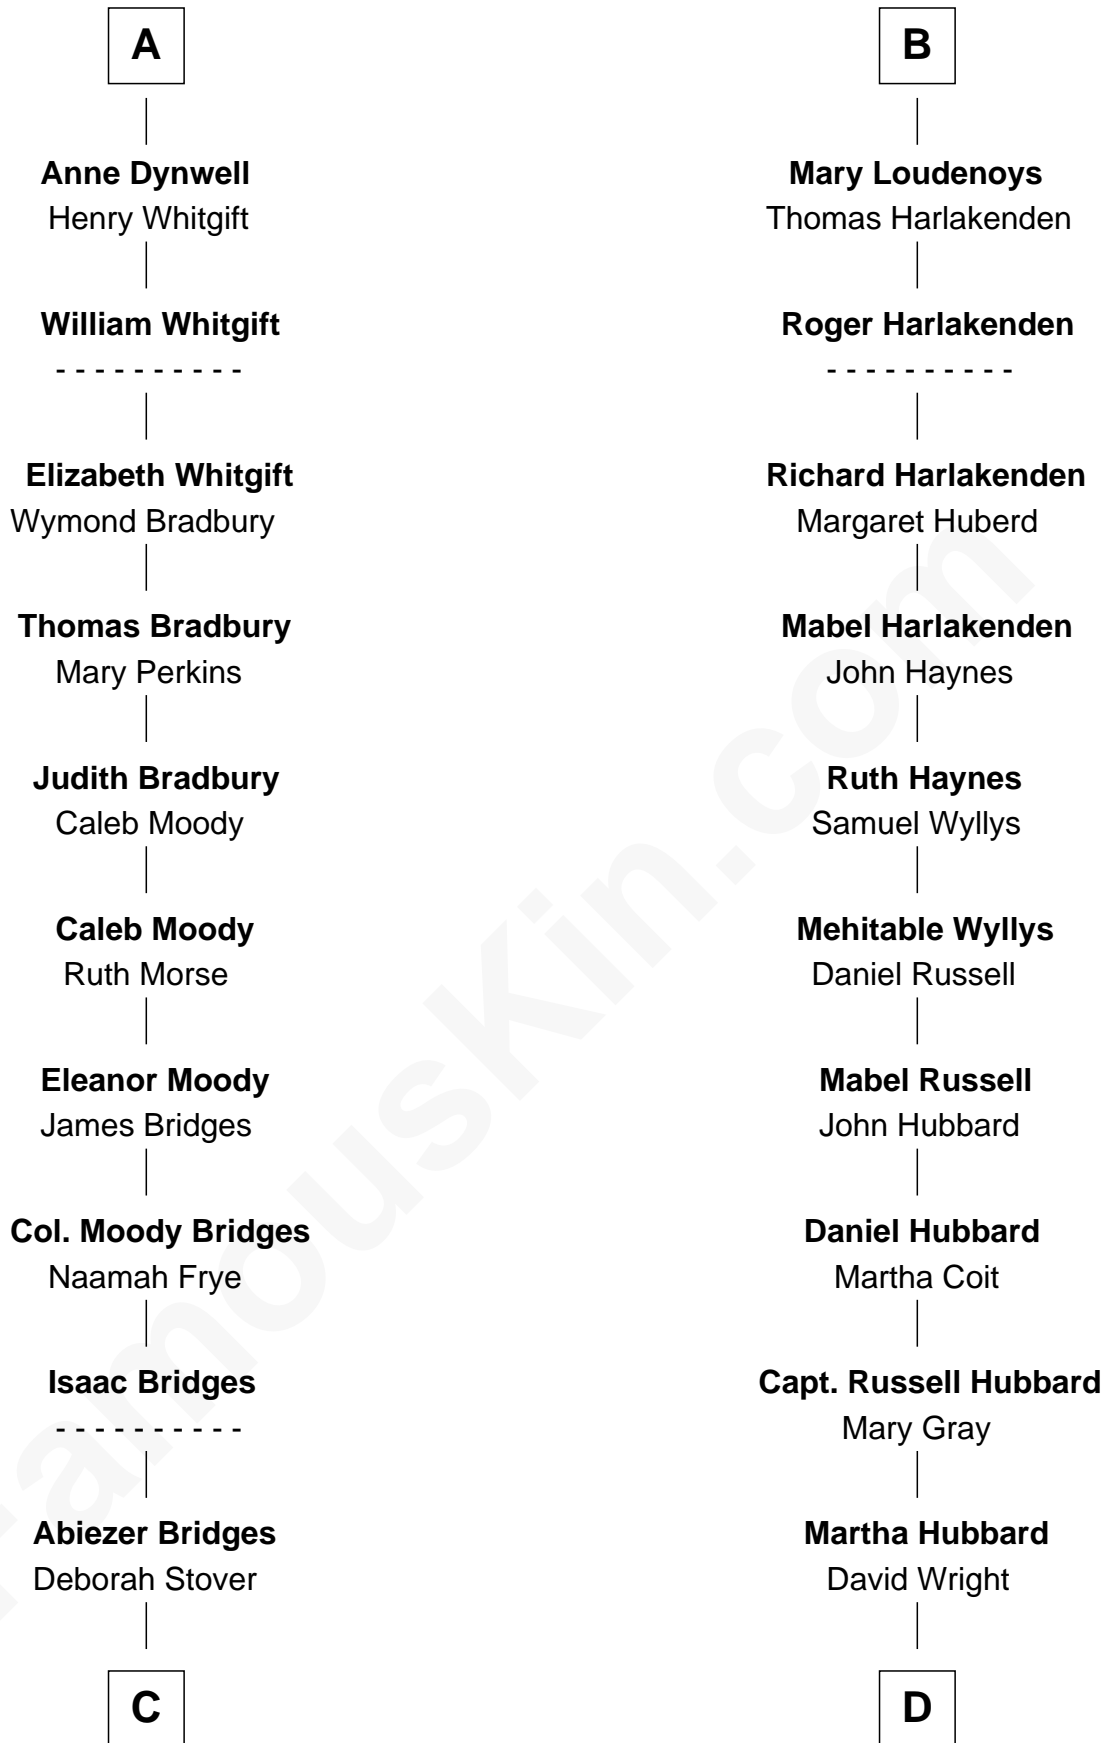 A
Anne Dynwell
Henry Whitgift
William Whitgift
- - - - - - - - - -
Elizabeth Whitgift
Wymond Bradbury
Thomas Bradbury
Mary Perkins
Judith Bradbury
Caleb Moody
Caleb Moody
Ruth Morse
Eleanor Moody
James Bridges
Col. Moody Bridges
Naamah Frye
Isaac Bridges
- - - - - - - - - -
Abiezer Bridges
Deborah Stover
C
B
Mary Loudenoys
Thomas Harlakenden
Roger Harlakenden
- - - - - - - - - -
Richard Harlakenden
Margaret Huberd
Mabel Harlakenden
John Haynes
Ruth Haynes
Samuel Wyllys
Mehitable Wyllys
Daniel Russell
Mabel Russell
John Hubbard
Daniel Hubbard
Martha Coit
Capt. Russell Hubbard
Mary Gray
Martha Hubbard
David Wright
D
FamousKin.com